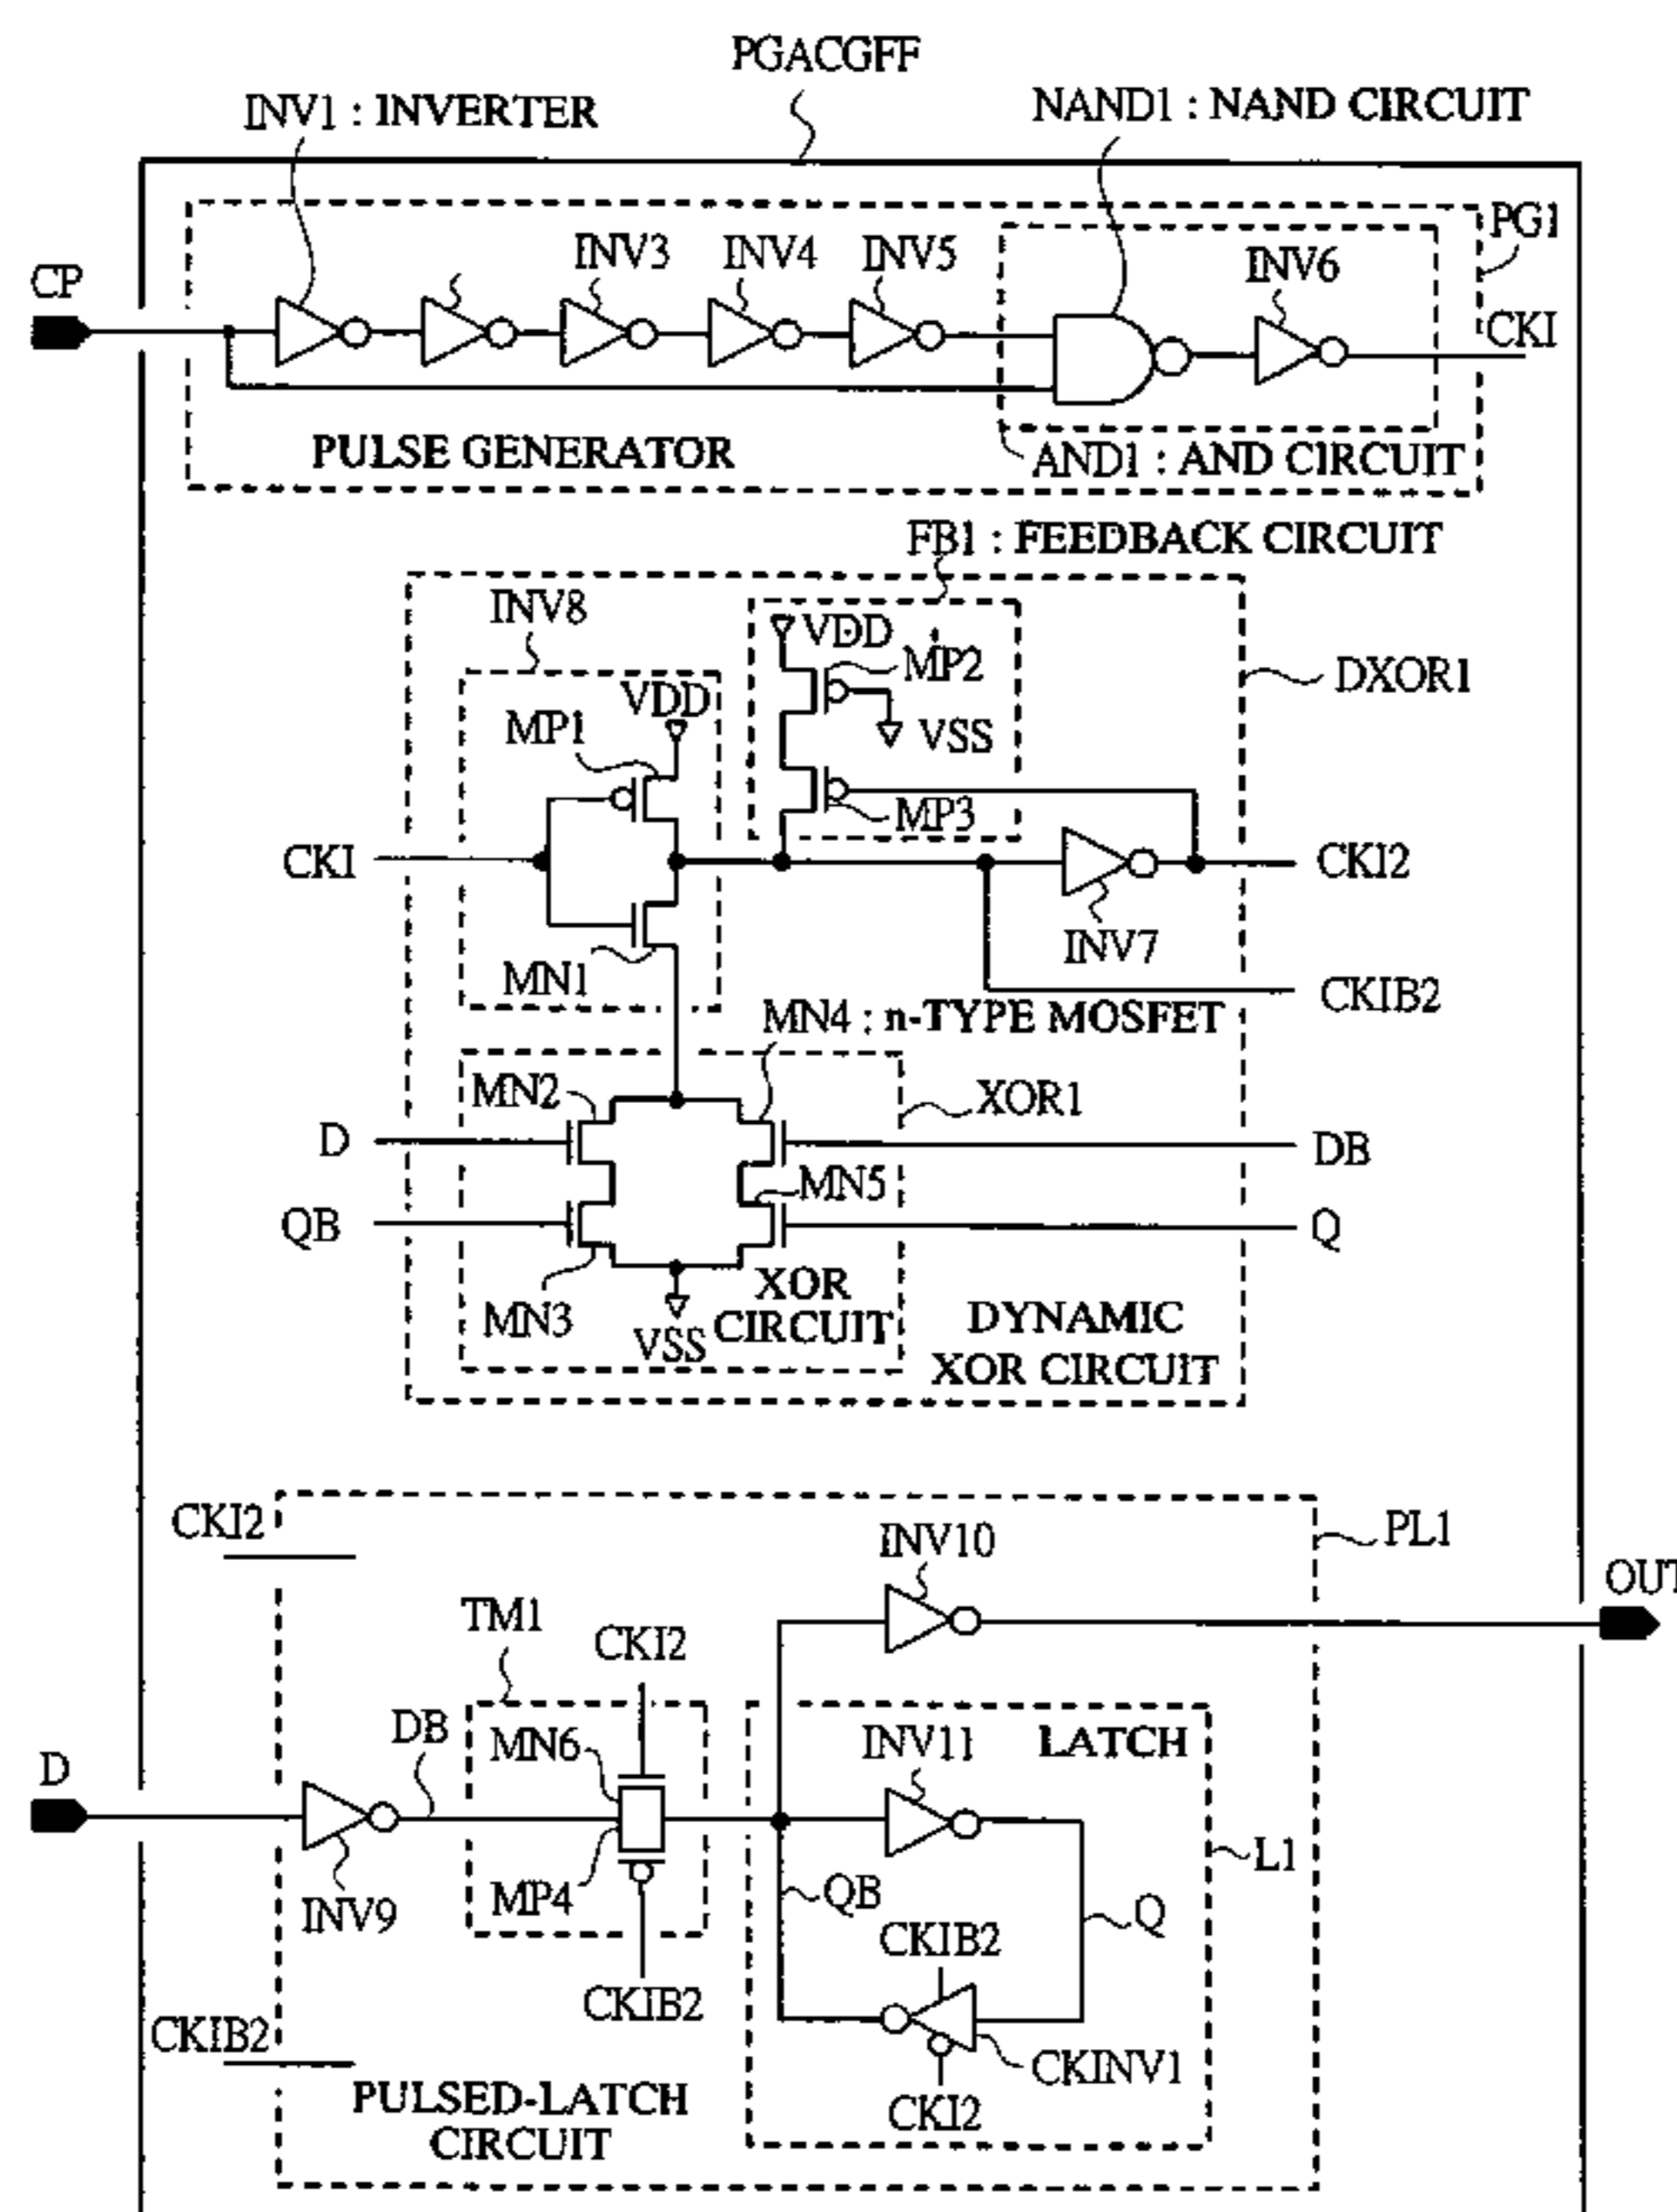 PGACGFF
INV1 : INVERTER
NAND1 : NAND CIRCUIT
PG1
INV3
INV4
INV5
INV6
CP
CKI
PULSE GENERATOR
AND1 : AND CIRCUIT
FB1 : FEEDBACK CIRCUIT
INV8
VDD
MP2
DXOR1
VDD
MP1
VSS
MP3
CKI
CKI2
INV7
MN1
CKIB2
MN4 : n-TYPE MOSFET
MN2
XOR1
D
DB
MN5
QB
Q
XOR
CIRCUIT
MN3
VSS
DYNAMIC
XOR CIRCUIT
CKI2
INV10
PL1
OUT
TM1
CKI2
DB
MN6
INV11
LATCH
D
L1
MP4
QB
Q
INV9
CKIB2
CKIB2
CKIB2
CKINV1
CKI2
PULSED-LATCH
CIRCUIT